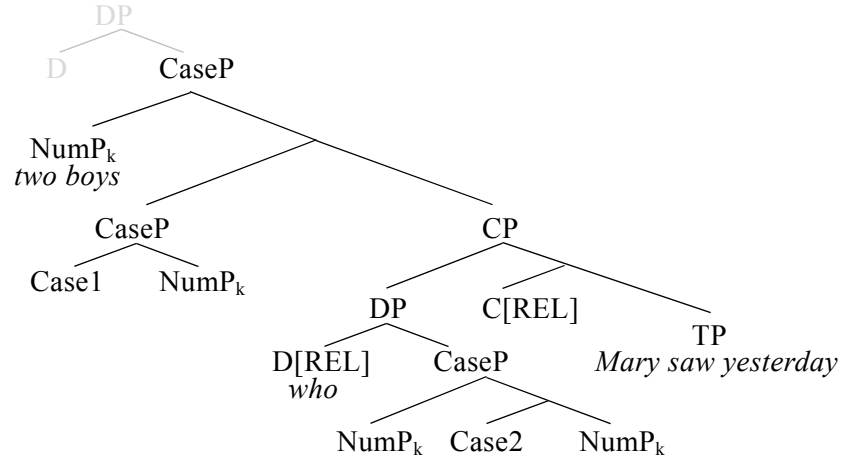 DP
D
CaseP
NumPk
two boys
CaseP
CP
Case1
NumPk
DP
C[REL]
TP
Mary saw yesterday
D[REL]
who
CaseP
NumPk
Case2
NumPk